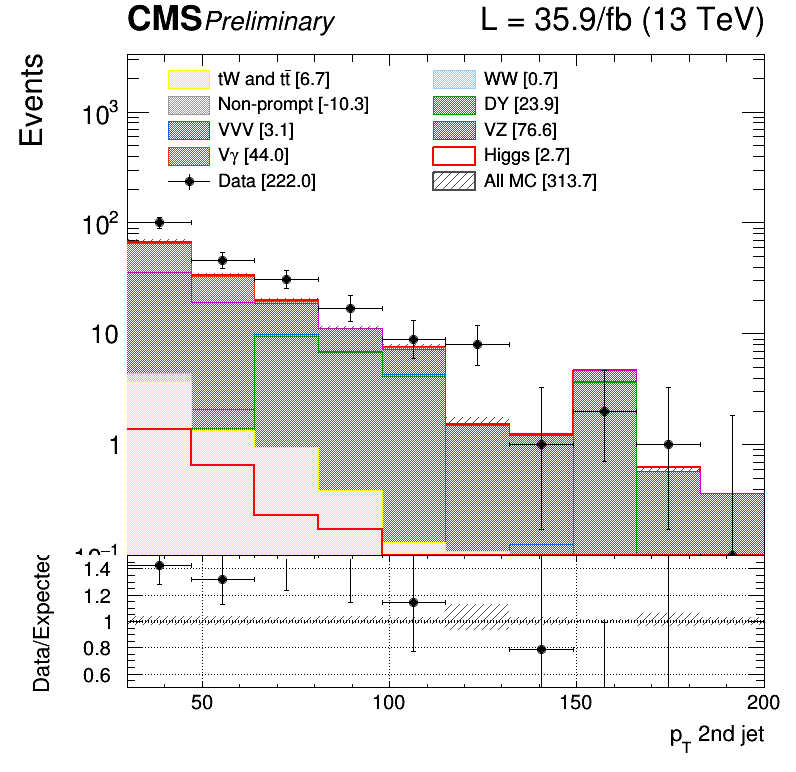 CMS Preliminary L = 35.9/fb (13 TeV)
Events
tW and tt̄ [6.7]
Non-prompt [-10.3]
VVV [3.1]
Vγ [44.0]
Data [222.0]
WW [0.7]
DY [23.9]
VZ [76.6]
Higgs [2.7]
All MC [313.7]
10³
10²
10
1
10⁻¹
Data/Expected
1.4
1.2
1
0.8
0.6
50 100 150 200
p_T 2nd jet